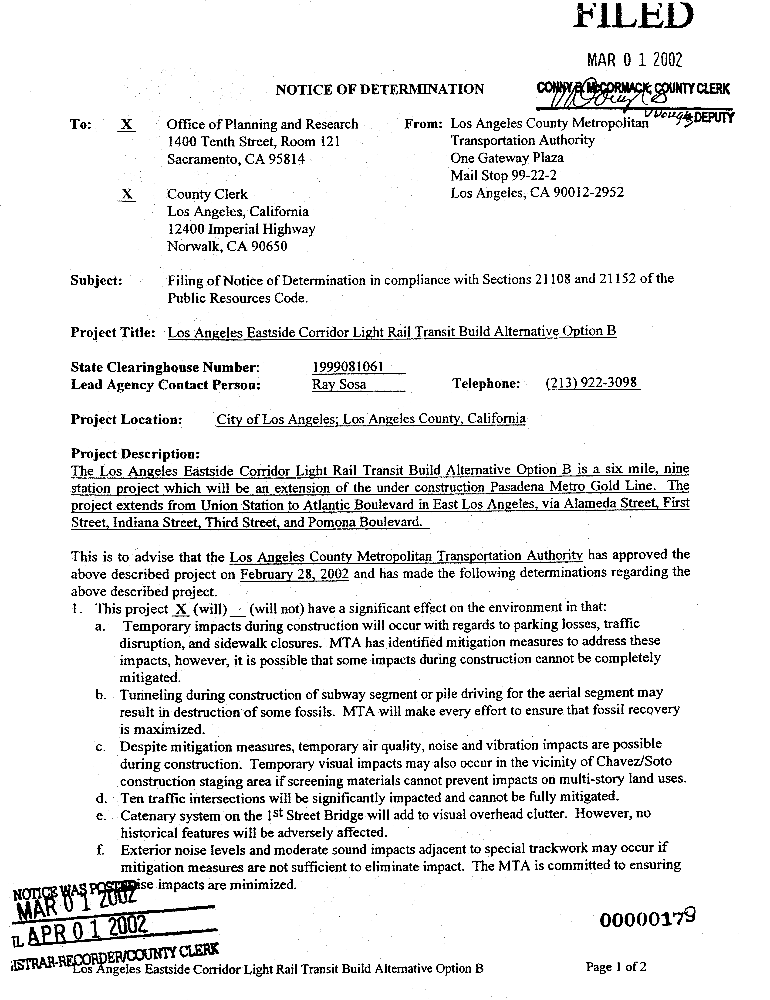 FILED
MAR 0 1 2002
NOTICE OF DETERMINATION
CONNY B. McCORMACK, COUNTY CLERK
DEPUTY
To: X Office of Planning and Research
1400 Tenth Street, Room 121
Sacramento, CA 95814
From: Los Angeles County Metropolitan
Transportation Authority
One Gateway Plaza
Mail Stop 99-22-2
Los Angeles, CA 90012-2952
X County Clerk
Los Angeles, California
12400 Imperial Highway
Norwalk, CA 90650
Subject: Filing of Notice of Determination in compliance with Sections 21108 and 21152 of the
Public Resources Code.
Project Title: Los Angeles Eastside Corridor Light Rail Transit Build Alternative Option B
State Clearinghouse Number: 1999081061
Lead Agency Contact Person: Ray Sosa Telephone: (213) 922-3098
Project Location: City of Los Angeles; Los Angeles County, California
Project Description:
The Los Angeles Eastside Corridor Light Rail Transit Build Alternative Option B is a six mile, nine
station project which will be an extension of the under construction Pasadena Metro Gold Line. The
project extends from Union Station to Atlantic Boulevard in East Los Angeles, via Alameda Street, First
Street, Indiana Street, Third Street, and Pomona Boulevard.
This is to advise that the Los Angeles County Metropolitan Transportation Authority has approved the
above described project on February 28, 2002 and has made the following determinations regarding the
above described project.
1. This project X (will) __ (will not) have a significant effect on the environment in that:
a. Temporary impacts during construction will occur with regards to parking losses, traffic
disruption, and sidewalk closures. MTA has identified mitigation measures to address these
impacts, however, it is possible that some impacts during construction cannot be completely
mitigated.
b. Tunneling during construction of subway segment or pile driving for the aerial segment may
result in destruction of some fossils. MTA will make every effort to ensure that fossil recovery
is maximized.
c. Despite mitigation measures, temporary air quality, noise and vibration impacts are possible
during construction. Temporary visual impacts may also occur in the vicinity of Chavez/Soto
construction staging area if screening materials cannot prevent impacts on multi-story land uses.
d. Ten traffic intersections will be significantly impacted and cannot be fully mitigated.
e. Catenary system on the 1st Street Bridge will add to visual overhead clutter. However, no
historical features will be adversely affected.
f. Exterior noise levels and moderate sound impacts adjacent to special trackwork may occur if
mitigation measures are not sufficient to eliminate impact. The MTA is committed to ensuring
ise impacts are minimized.
NOTICE WAS POSTED
MAR 0 1 2002
IL APR 0 1 2002
ISTRAR-RECORDER/COUNTY CLERK
00000179
Los Angeles Eastside Corridor Light Rail Transit Build Alternative Option B Page 1 of 2